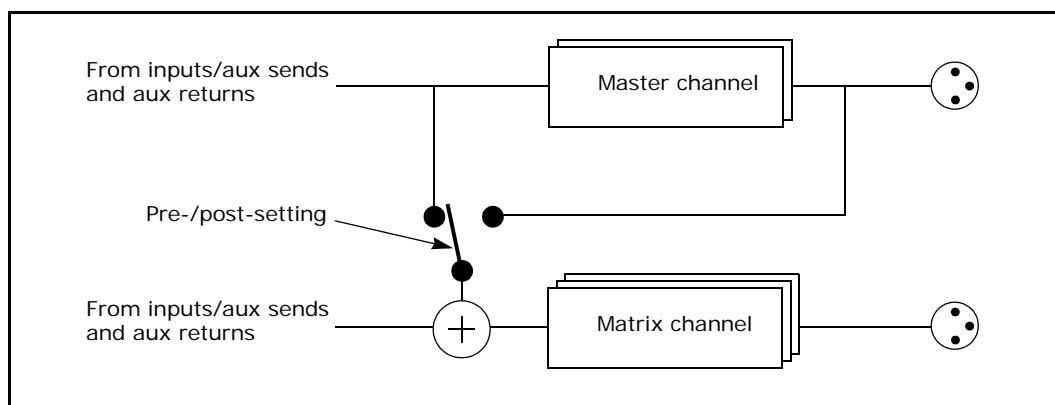 From inputs/aux sends
and aux returns
Master channel
Pre-/post-setting
From inputs/aux sends
and aux returns
Matrix channel